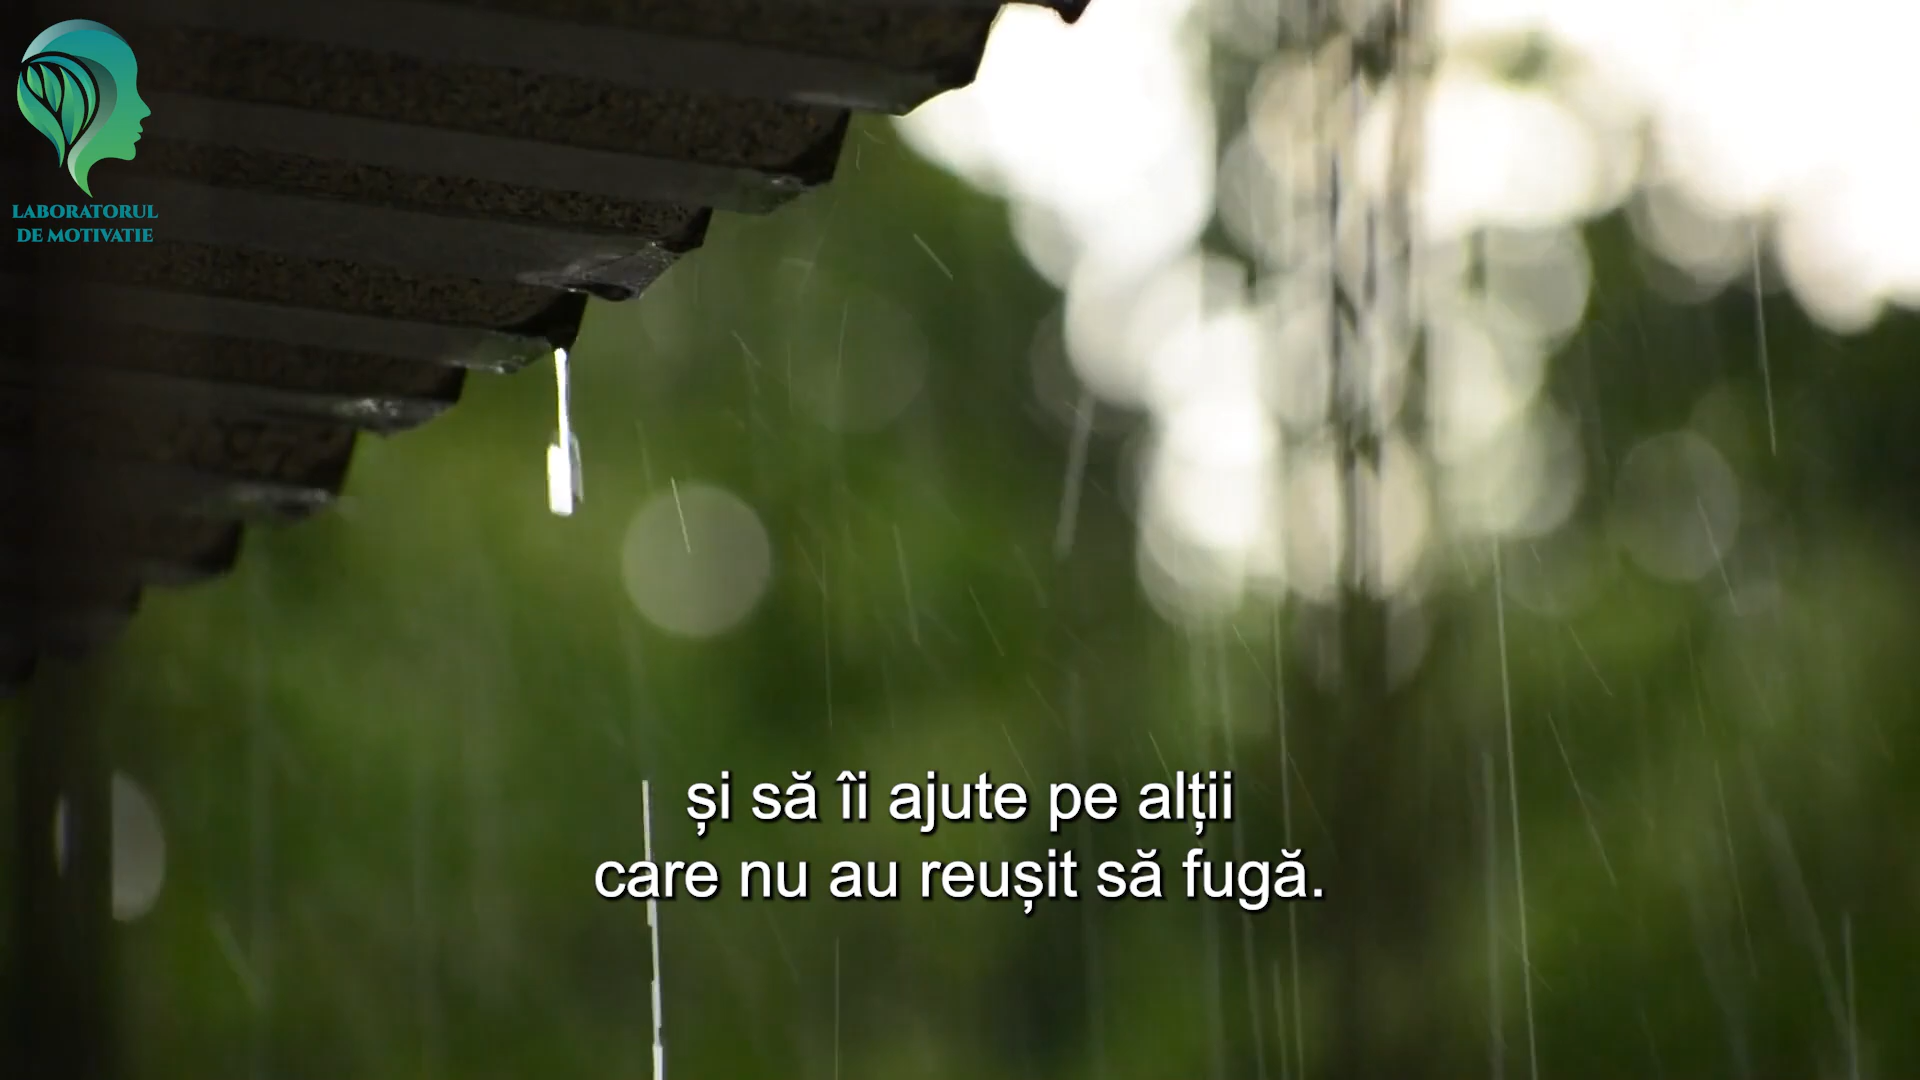 LABORATORUL
DE MOTIVATIE
și să îi ajute pe alții
care nu au reușit să fugă.